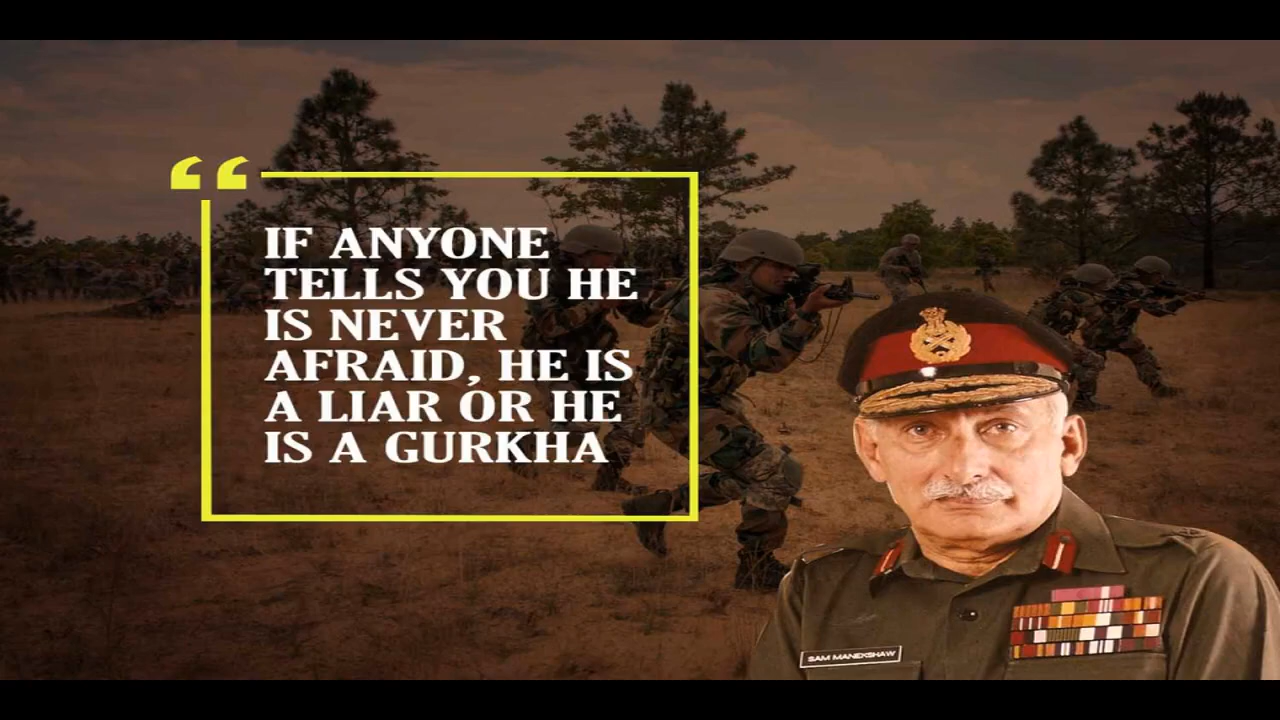 “
IF ANYONE
TELLS YOU HE
IS NEVER
AFRAID, HE IS
A LIAR OR HE
IS A GURKHA
SAM MANEKSHAW